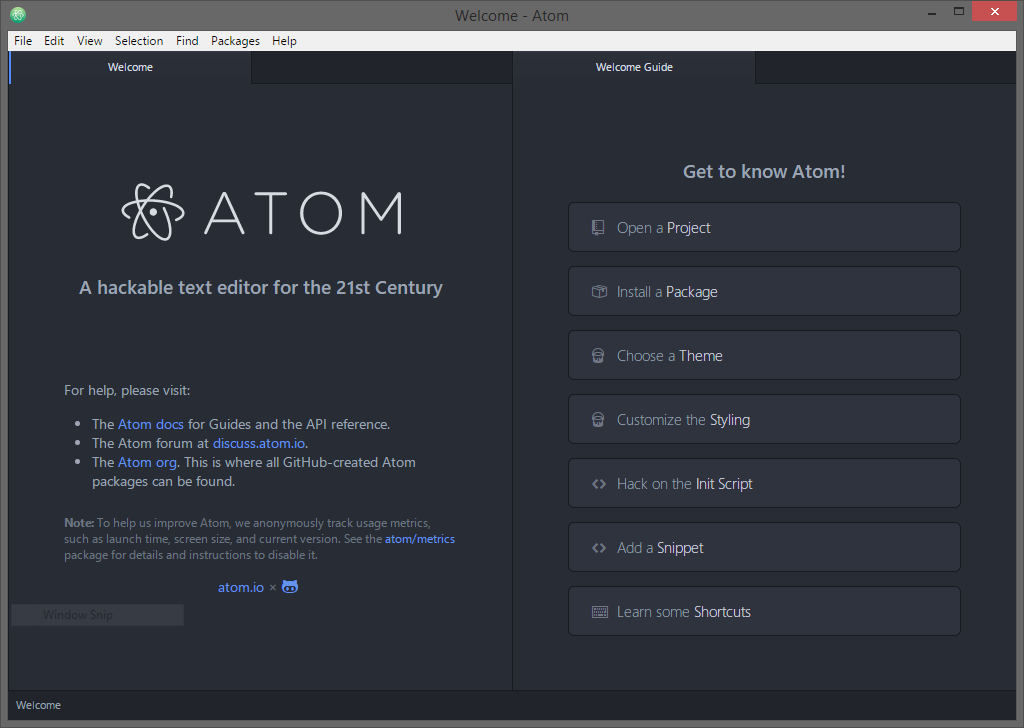 Welcome - Atom
File Edit View Selection Find Packages Help
Welcome
Welcome Guide
ATOM
A hackable text editor for the 21st Century
For help, please visit:
• The Atom docs for Guides and the API reference.
• The Atom forum at discuss.atom.io.
• The Atom org. This is where all GitHub-created Atom
packages can be found.
Note: To help us improve Atom, we anonymously track usage metrics,
such as launch time, screen size, and current version. See the atom/metrics
package for details and instructions to disable it.
atom.io ×
Window Snip
Get to know Atom!
Open a Project
Install a Package
Choose a Theme
Customize the Styling
Hack on the Init Script
Add a Snippet
Learn some Shortcuts
Welcome